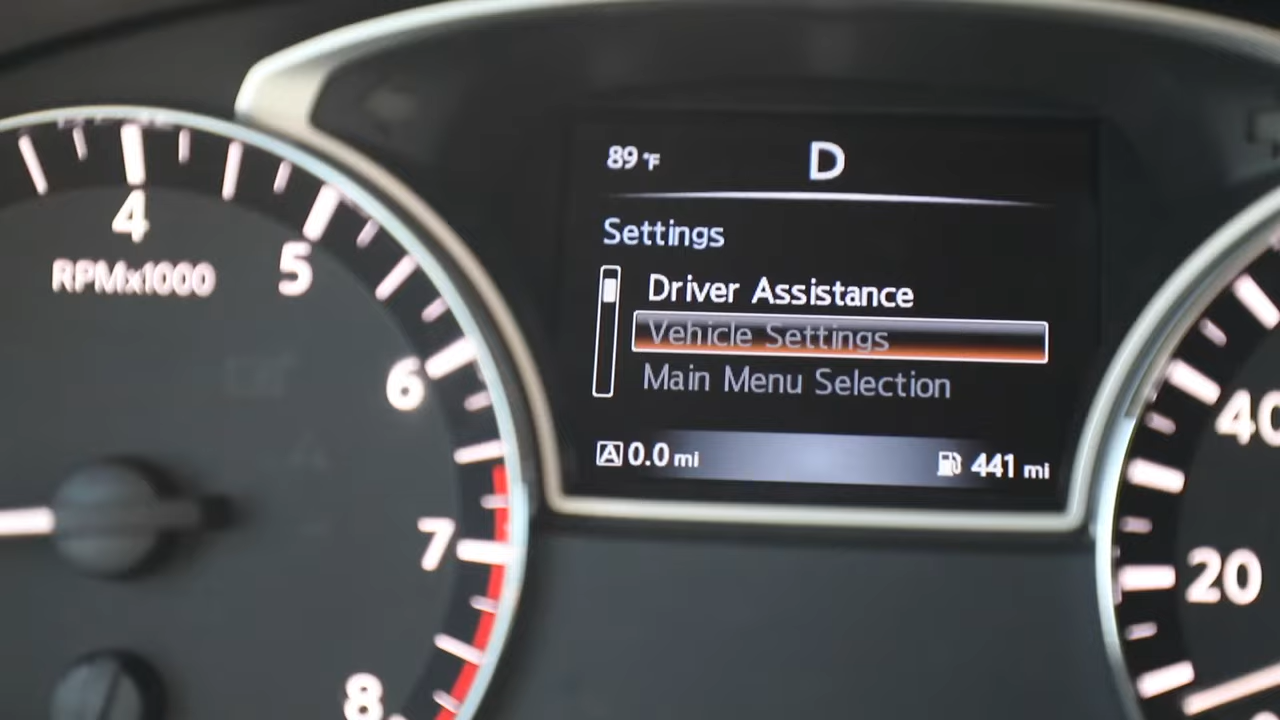 89 °F
D
Settings
Driver Assistance
Vehicle Settings
Main Menu Selection
A 0.0 mi
441 mi
4
RPMx1000
5
6
7
8
40
20